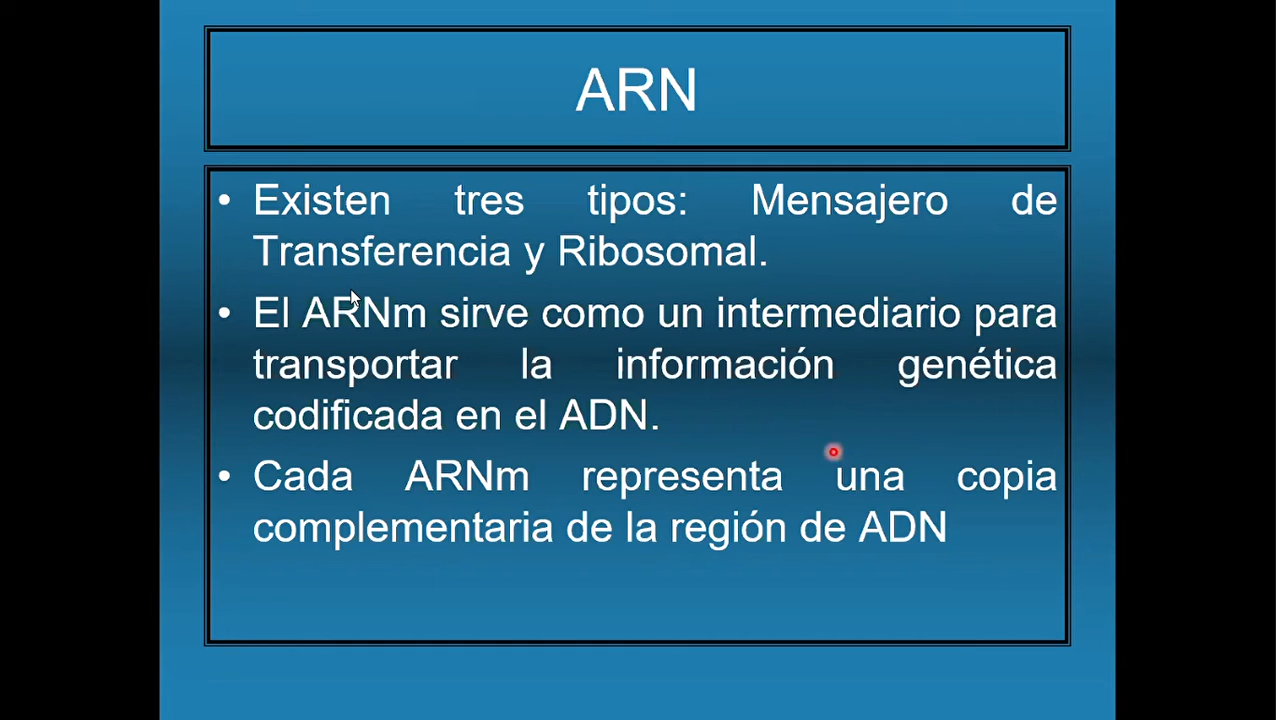 ARN
• Existen tres tipos: Mensajero de
Transferencia y Ribosomal.
• El ARNm sirve como un intermediario para
transportar la información genética
codificada en el ADN.
• Cada ARNm representa una copia
complementaria de la región de ADN